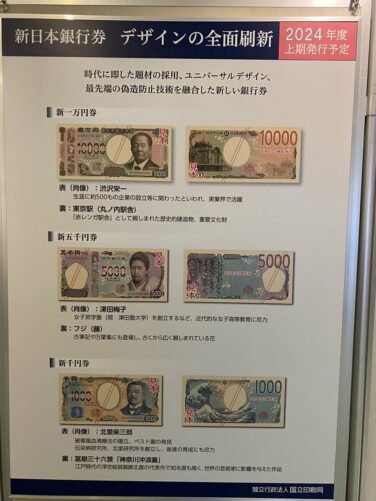 新日本銀行券 デザインの全面刷新
2024年度
上期発行予定
時代に即した題材の採用、ユニバーサルデザイン、
最先端の偽造防止技術を融合した新しい銀行券
新一万円券
10000
10000
表（肖像）：渋沢栄一
生涯に約500もの企業の設立等に関わったといわれ、実業界で活躍
裏：東京駅（丸ノ内駅舎）
「赤レンガ駅舎」として親しまれた歴史的建造物、重要文化財
新五千円券
5000
5000
表（肖像）：津田梅子
女子英学塾（現 津田塾大学）を創立するなど、近代的な女子高等教育に尽力
裏：フジ（藤）
古事記や万葉集にも登場し、古くから広く親しまれている花
新千円券
1000
1000
表（肖像）：北里柴三郎
破傷風血清療法の確立、ペスト菌の発見
伝染病研究所、北里研究所を創立し、後進の育成にも尽力
裏：富嶽三十六景「神奈川沖浪裏」
江戸時代の浮世絵師葛飾北斎の代表作で知名度も高く、世界の芸術家に影響を与えた作品
独立行政法人国立印刷局